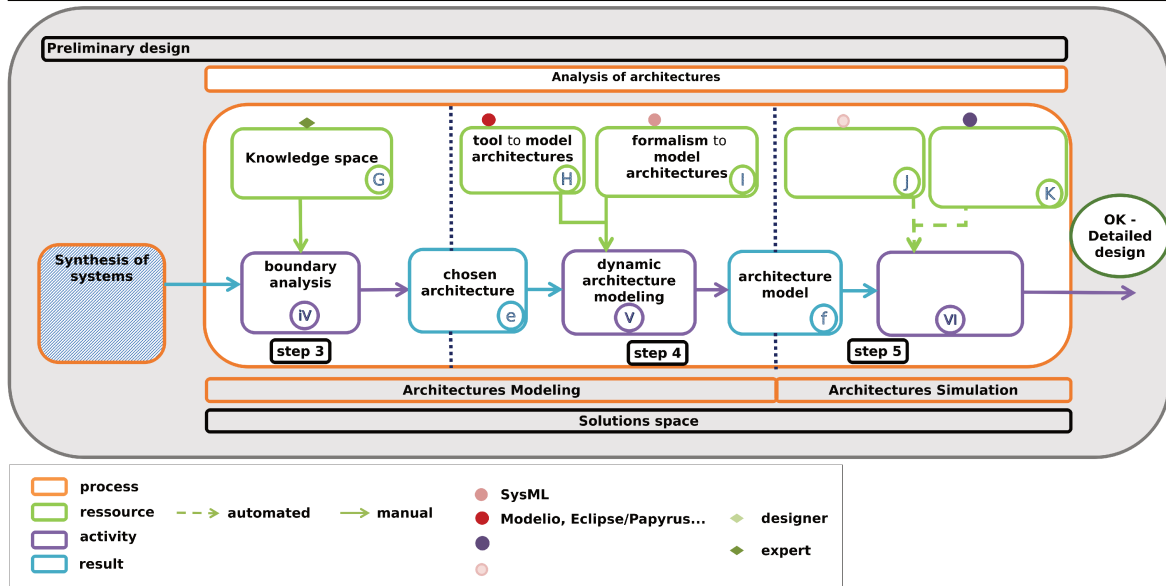 Preliminary design
Analysis of architectures
Knowledge space
G
tool to model
architectures
H
formalism to
model
architectures
I
J
K
Synthesis of
systems
boundary
analysis
iV
step 3
chosen
architecture
e
dynamic
architecture
modeling
V
step 4
architecture
model
f
VI
step 5
OK -
Detailed
design
Architectures Modeling
Architectures Simulation
Solutions space
process
ressource
activity
result
automated
manual
SysML
Modelio, Eclipse/Papyrus...
designer
expert